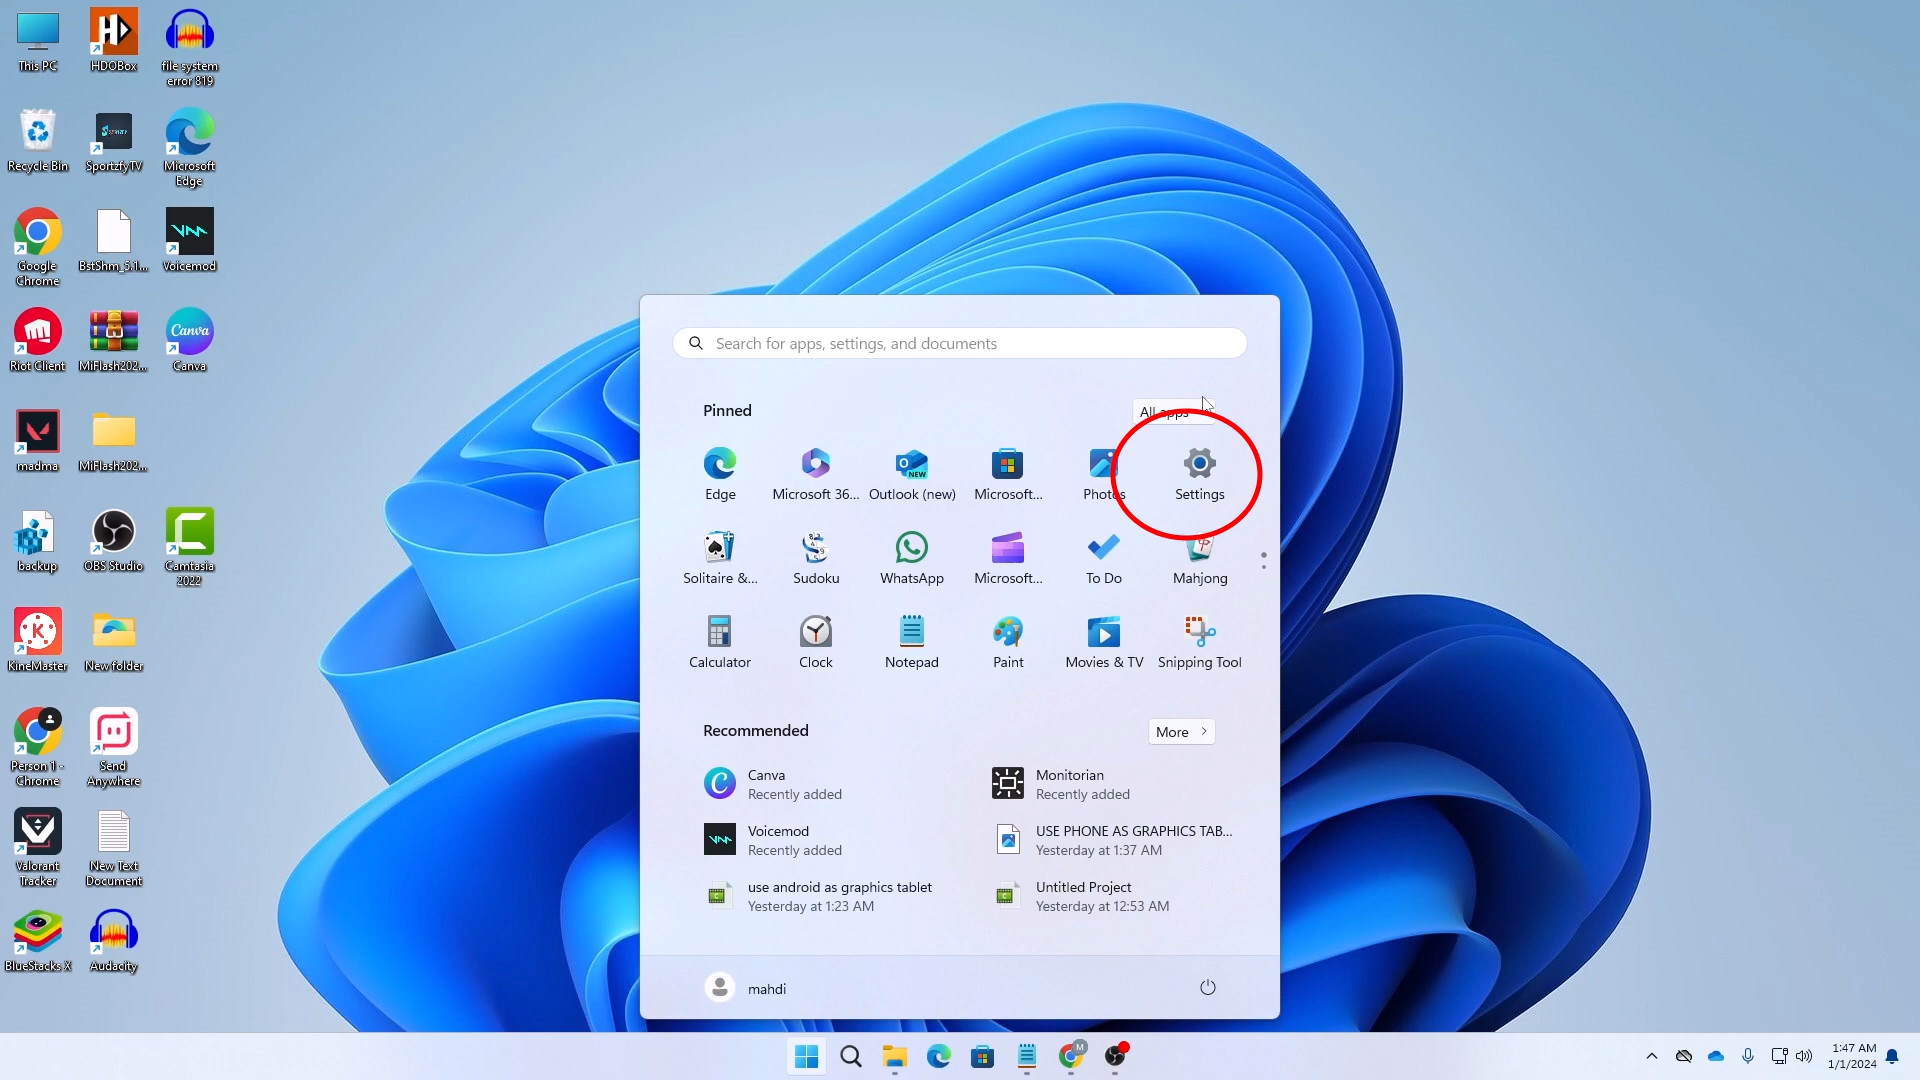 This PC
HDOBox
file system
error 819
Recycle Bin
SportzfyTV
Microsoft
Edge
Google
Chrome
BstShm_5.1...
Voicemod
Riot Client
MiFlash202...
Canva
Canva
madma
MiFlash202...
backup
OBS Studio
Camtasia
2022
KineMaster
New folder
Person 1 -
Chrome
Send
Anywhere
Valorant
Tracker
New Text
Document
BlueStacks X
Audacity
Search for apps, settings, and documents
Pinned
All apps
Edge
Microsoft 36...
Outlook (new)
Microsoft...
Photos
Settings
Solitaire &...
Sudoku
WhatsApp
Microsoft...
To Do
Mahjong
Calculator
Clock
Notepad
Paint
Movies & TV
Snipping Tool
Recommended
More
Canva
Recently added
Monitorian
Recently added
Voicemod
Recently added
USE PHONE AS GRAPHICS TAB...
Yesterday at 1:37 AM
use android as graphics tablet
Yesterday at 1:23 AM
Untitled Project
Yesterday at 12:53 AM
mahdi
1:47 AM
1/1/2024